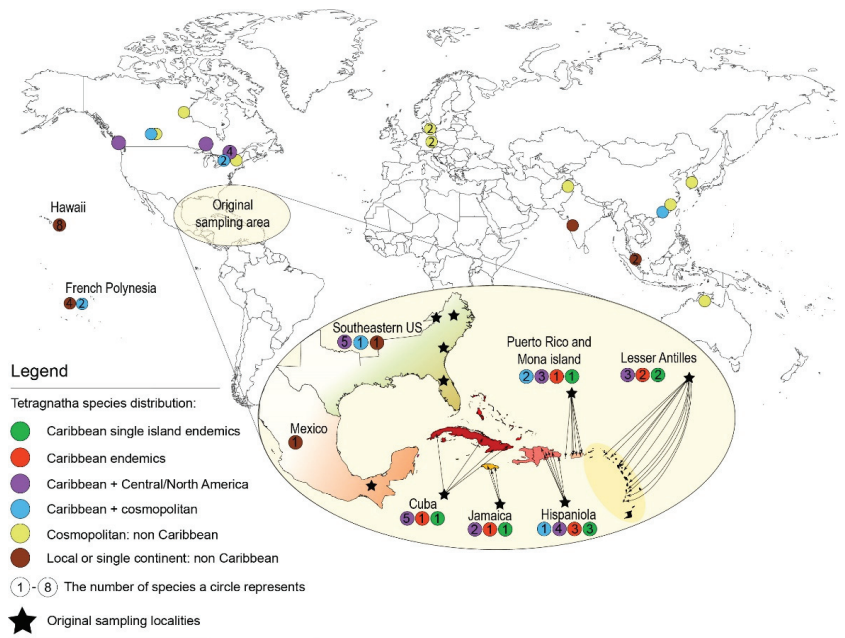 4
2
2
2
Hawaii
8
Original
sampling area
2
French Polynesia
4 2
Southeastern US
5 1 1
Puerto Rico and
Mona island
2 3 1 1
Lesser Antilles
3 2 2
Mexico
1
Cuba
5 1 1
Jamaica
2 1 1
Hispaniola
1 4 3 3
Legend
Tetragnatha species distribution:
Caribbean single island endemics
Caribbean endemics
Caribbean + Central/North America
Caribbean + cosmopolitan
Cosmopolitan: non Caribbean
Local or single continent: non Caribbean
1 - 8 The number of species a circle represents
Original sampling localities